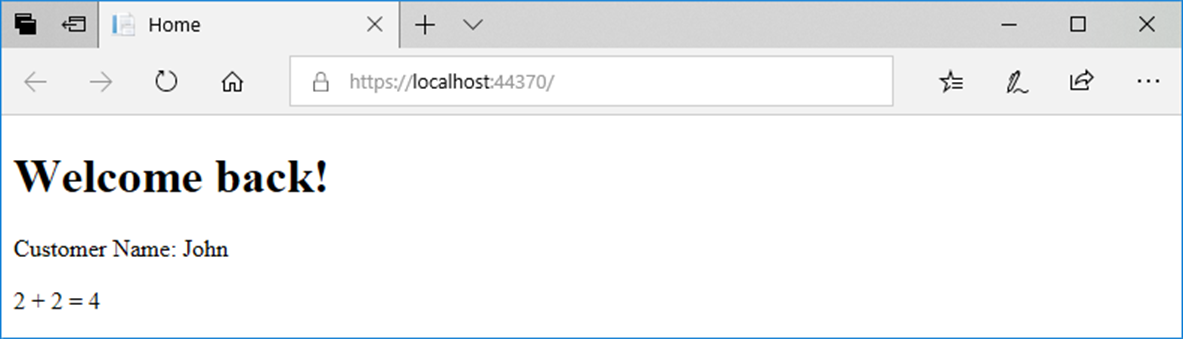 Home
https://localhost:44370/
Welcome back!
Customer Name: John
2 + 2 = 4